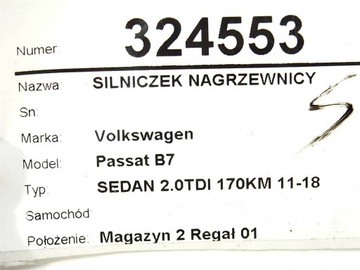 Numer 324553
Nazwa SILNICZEK NAGRZEWNICY
Sn:
Marka: Volkswagen
Model: Passat B7
Typ: SEDAN 2.0TDI 170KM 11-18
Samochód
Położenie: Magazyn 2 Regał 01